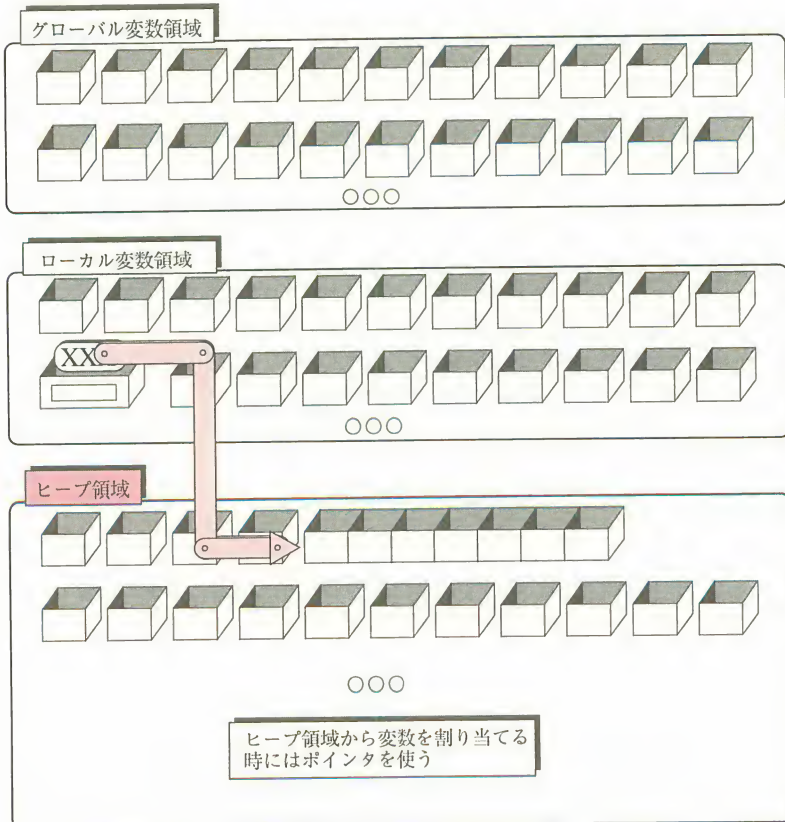 グローバル変数領域
○○○
ローカル変数領域
XX
○○○
ヒープ領域
○○○
ヒープ領域から変数を割り当てる
時にはポインタを使う